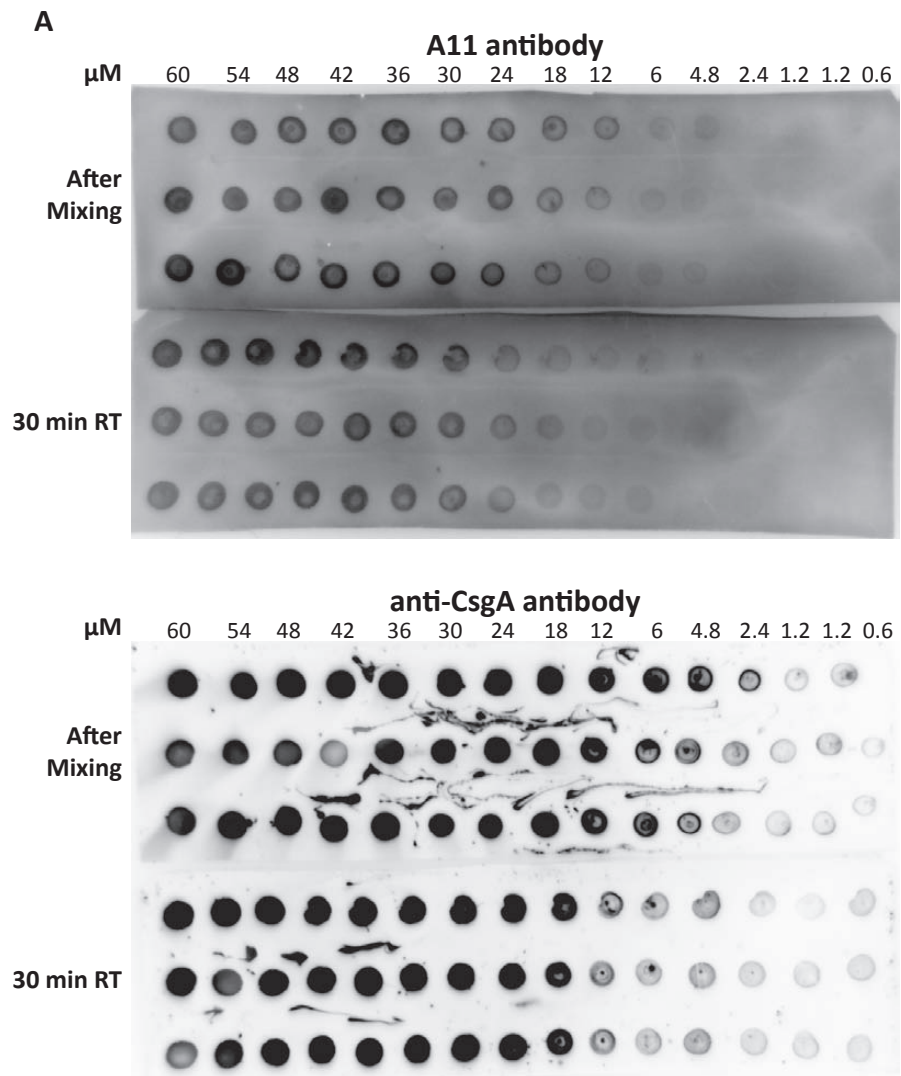 A
A11 antibody
µM 60 54 48 42 36 30 24 18 12 6 4.8 2.4 1.2 1.2 0.6
After
Mixing
30 min RT
anti-CsgA antibody
µM 60 54 48 42 36 30 24 18 12 6 4.8 2.4 1.2 1.2 0.6
After
Mixing
30 min RT